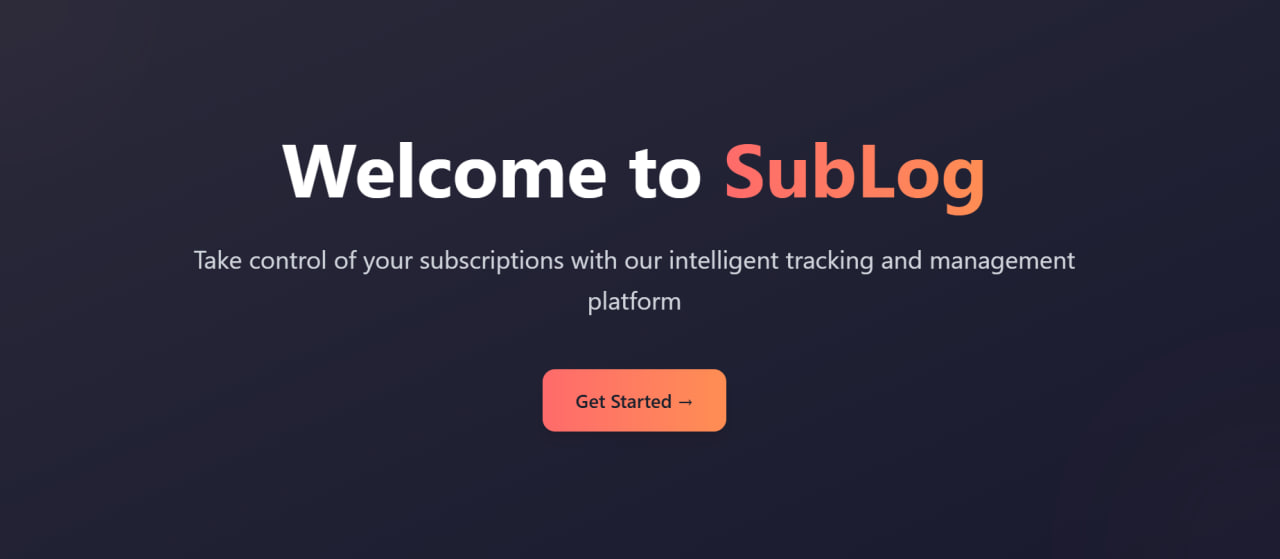 Welcome to SubLog
Take control of your subscriptions with our intelligent tracking and management
platform
Get Started →